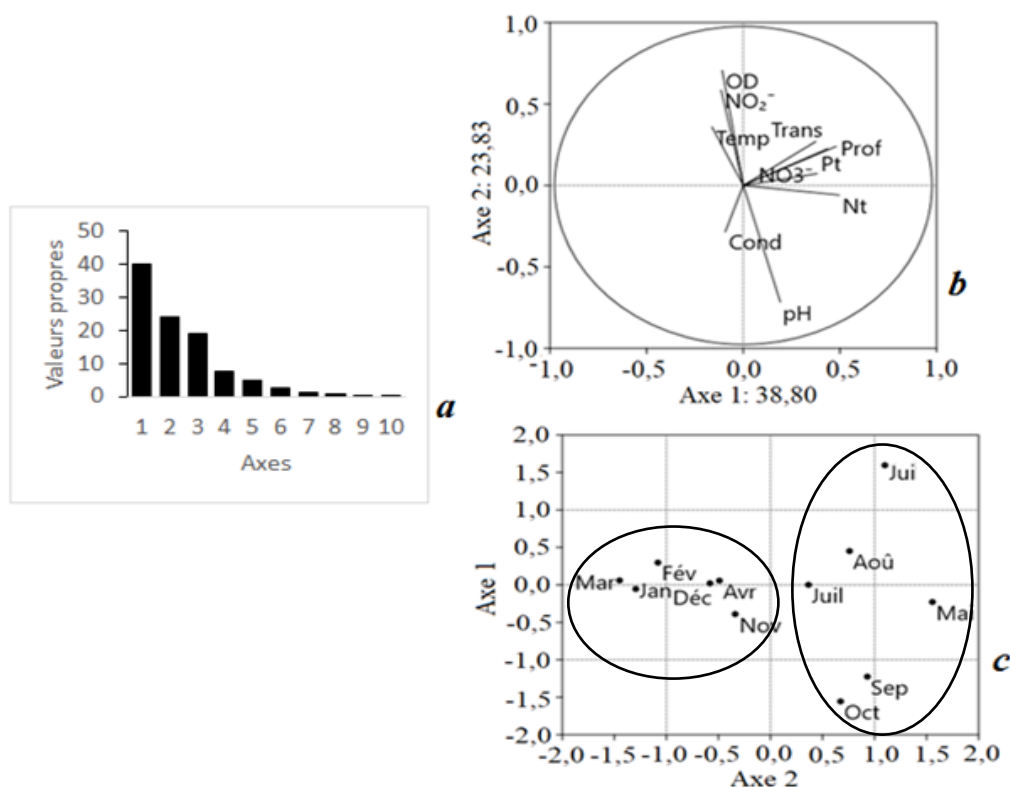 50
40
30
20
10
0
Valeurs propres
1 2 3 4 5 6 7 8 9 10
Axes
a
1,0
0,5
0,0
-0,5
-1,0
Axe 2: 23,83
OD
NO₂⁻
Temp
Trans
Prof
Pt
NO3⁻
Nt
Cond
pH
-1,0 -0,5 0,0 0,5 1,0
Axe 1: 38,80
b
2,0
1,5
1,0
0,5
0,0
-0,5
-1,0
-1,5
-2,0
Axe 1
Jui
Aoû
Juil
Mai
Sep
Oct
Fév
Mar
Jan
Déc
Avr
Nov
-2,0 -1,5 -1,0 -0,5 0,0 0,5 1,0 1,5 2,0
Axe 2
c